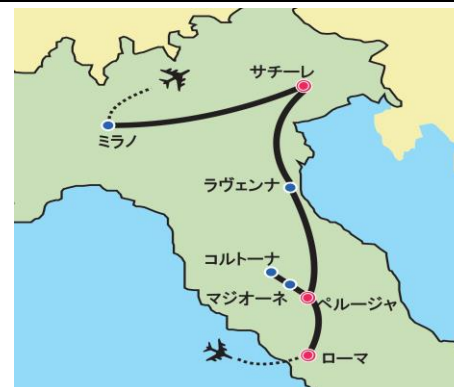 サチーレ
ミラノ
ラヴェンナ
コルトーナ
マジオーネ
ペルージャ
ローマ